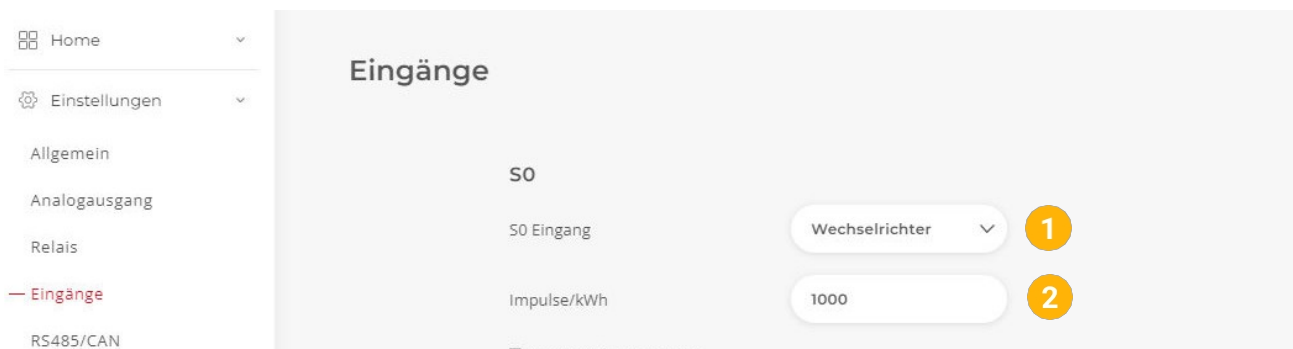 Home
Einstellungen
Allgemein
Analogausgang
Relais
Eingänge
RS485/CAN
Eingänge
S0
S0 Eingang
Wechselrichter
1
Impulse/kWh
1000
2